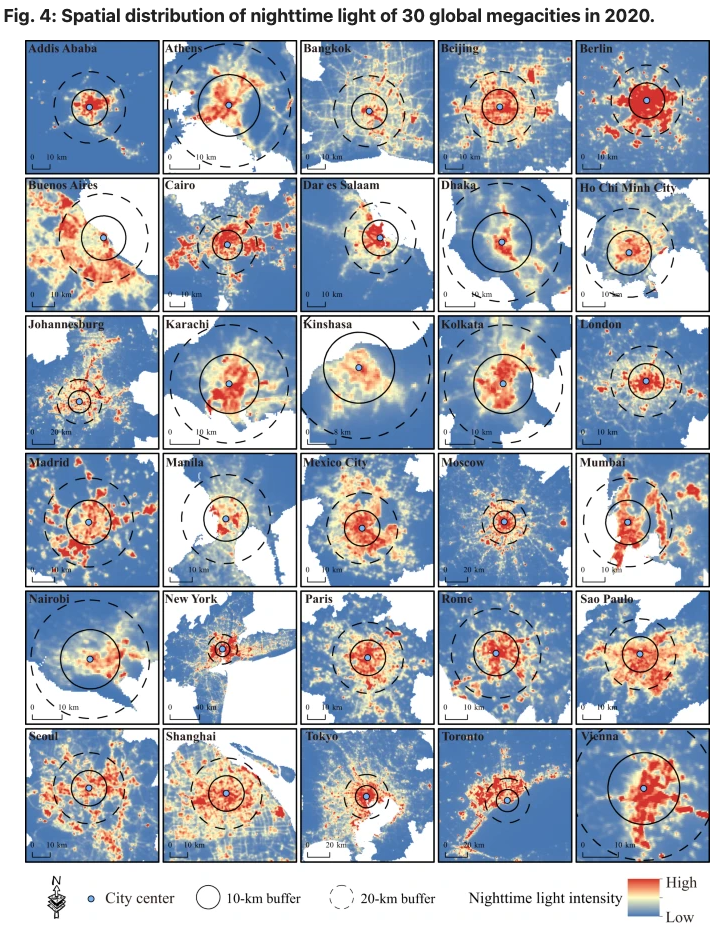 Fig. 4: Spatial distribution of nighttime light of 30 global megacities in 2020.
Addis Ababa
0 10 km
Athens
0 10 km
Bangkok
0 10 km
Beijing
0 10 km
Berlin
0 10 km
Buenos Aires
0 10 km
Cairo
0 10 km
Dar es Salaam
0 10 km
Dhaka
0 10 km
Ho Chi Minh City
0 10 km
Johannesburg
0 20 km
Karachi
0 10 km
Kinshasa
0 8 km
Kolkata
0 10 km
London
0 10 km
Madrid
0 10 km
Manila
0 10 km
Mexico City
0 10 km
Moscow
0 20 km
Mumbai
0 10 km
Nairobi
0 10 km
New York
0 40 km
Paris
0 10 km
Rome
0 10 km
Sao Paulo
0 10 km
Seoul
0 10 km
Shanghai
0 10 km
Tokyo
0 20 km
Toronto
0 20 km
Vienna
0 10 km
N
City center
10-km buffer
20-km buffer
Nighttime light intensity
High
Low